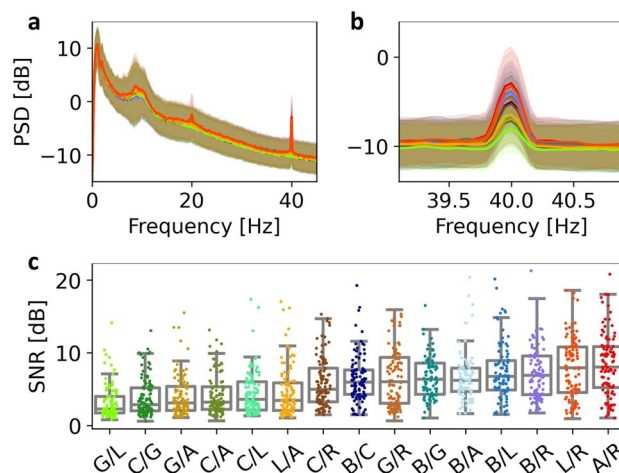 a
b
10
0
−10
PSD [dB]
0
20
40
Frequency [Hz]
0
−10
39.5
40.0
40.5
Frequency [Hz]
c
20
10
0
SNR [dB]
G/L
C/G
G/A
C/A
C/L
L/A
C/R
B/C
G/R
B/G
B/A
B/L
B/R
L/R
A/R